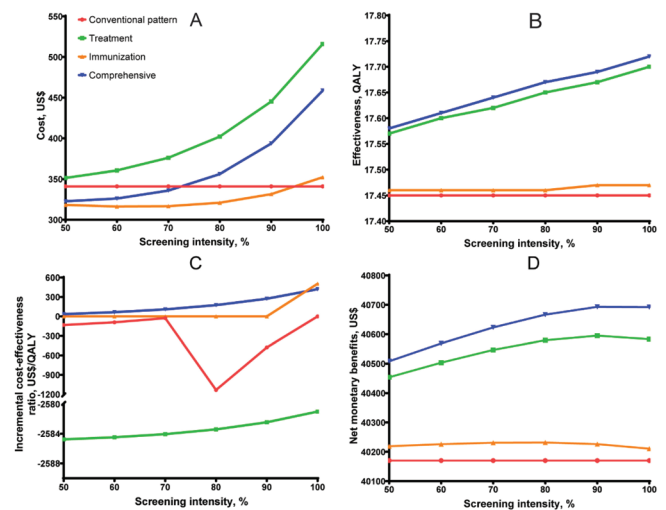 A
B
550
500
450
400
350
300
Cost, US$
Conventional pattern
Treatment
Immunization
Comprehensive
50 60 70 80 90 100
Screening intensity, %
17.80
17.70
17.65
17.60
17.55
17.50
17.45
17.40
Effectiveness, QALY
50 60 70 80 90 100
Screening intensity, %
C
D
600
300
0
-300
-600
-900
-1200
-2580
-2584
-2588
Incremental cost-effectiveness
ratio, US$/QALY
50 60 70 80 90 100
Screening intensity, %
40800
40700
40600
40500
40400
40300
40200
40100
Net monetary benefits, US$
50 60 70 80 90 100
Screening intensity, %